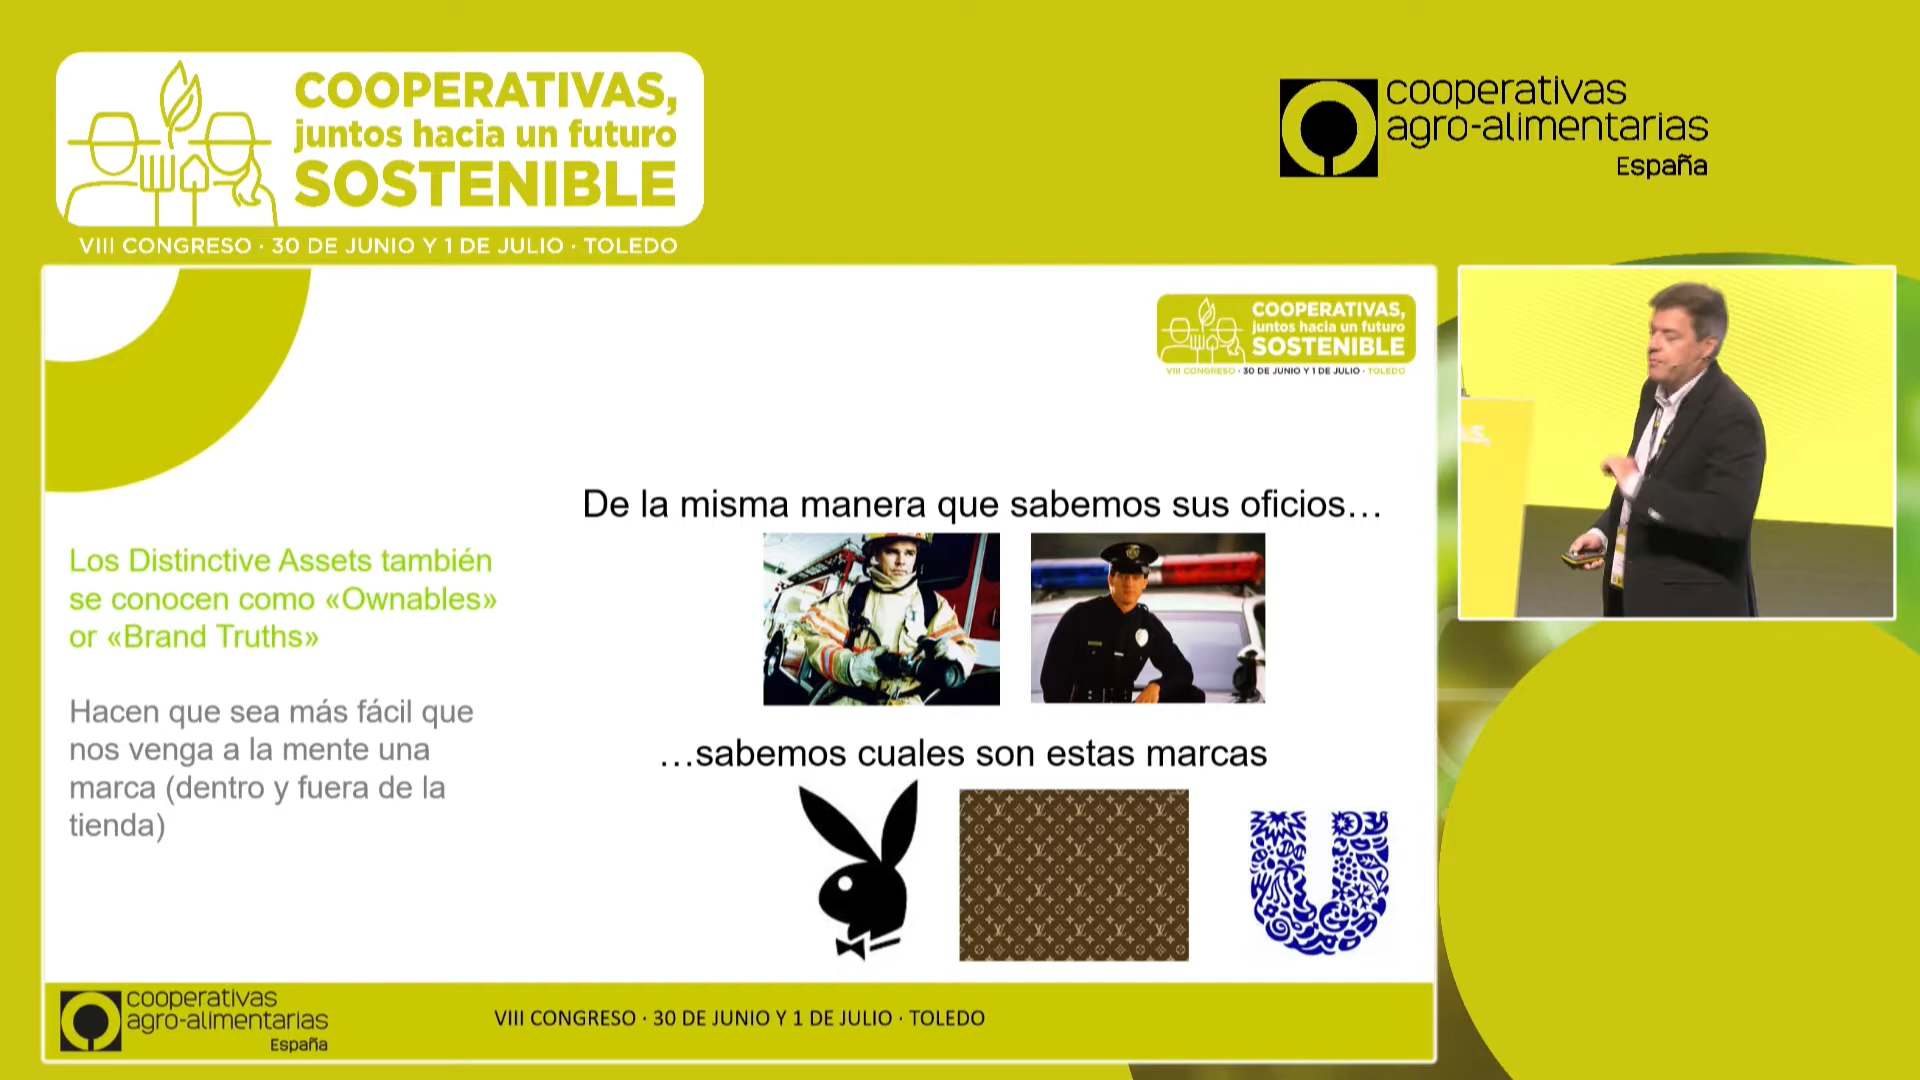 COOPERATIVAS,
juntos hacia un futuro
SOSTENIBLE
VIII CONGRESO · 30 DE JUNIO Y 1 DE JULIO · TOLEDO
cooperativas
agro-alimentarias
España
COOPERATIVAS,
juntos hacia un futuro
SOSTENIBLE
VIII CONGRESO · 30 DE JUNIO Y 1 DE JULIO · TOLEDO
Los Distinctive Assets también
se conocen como «Ownables»
or «Brand Truths»
Hacen que sea más fácil que
nos venga a la mente una
marca (dentro y fuera de la
tienda)
De la misma manera que sabemos sus oficios…
…sabemos cuales son estas marcas
cooperativas
agro-alimentarias
España
VIII CONGRESO · 30 DE JUNIO Y 1 DE JULIO · TOLEDO